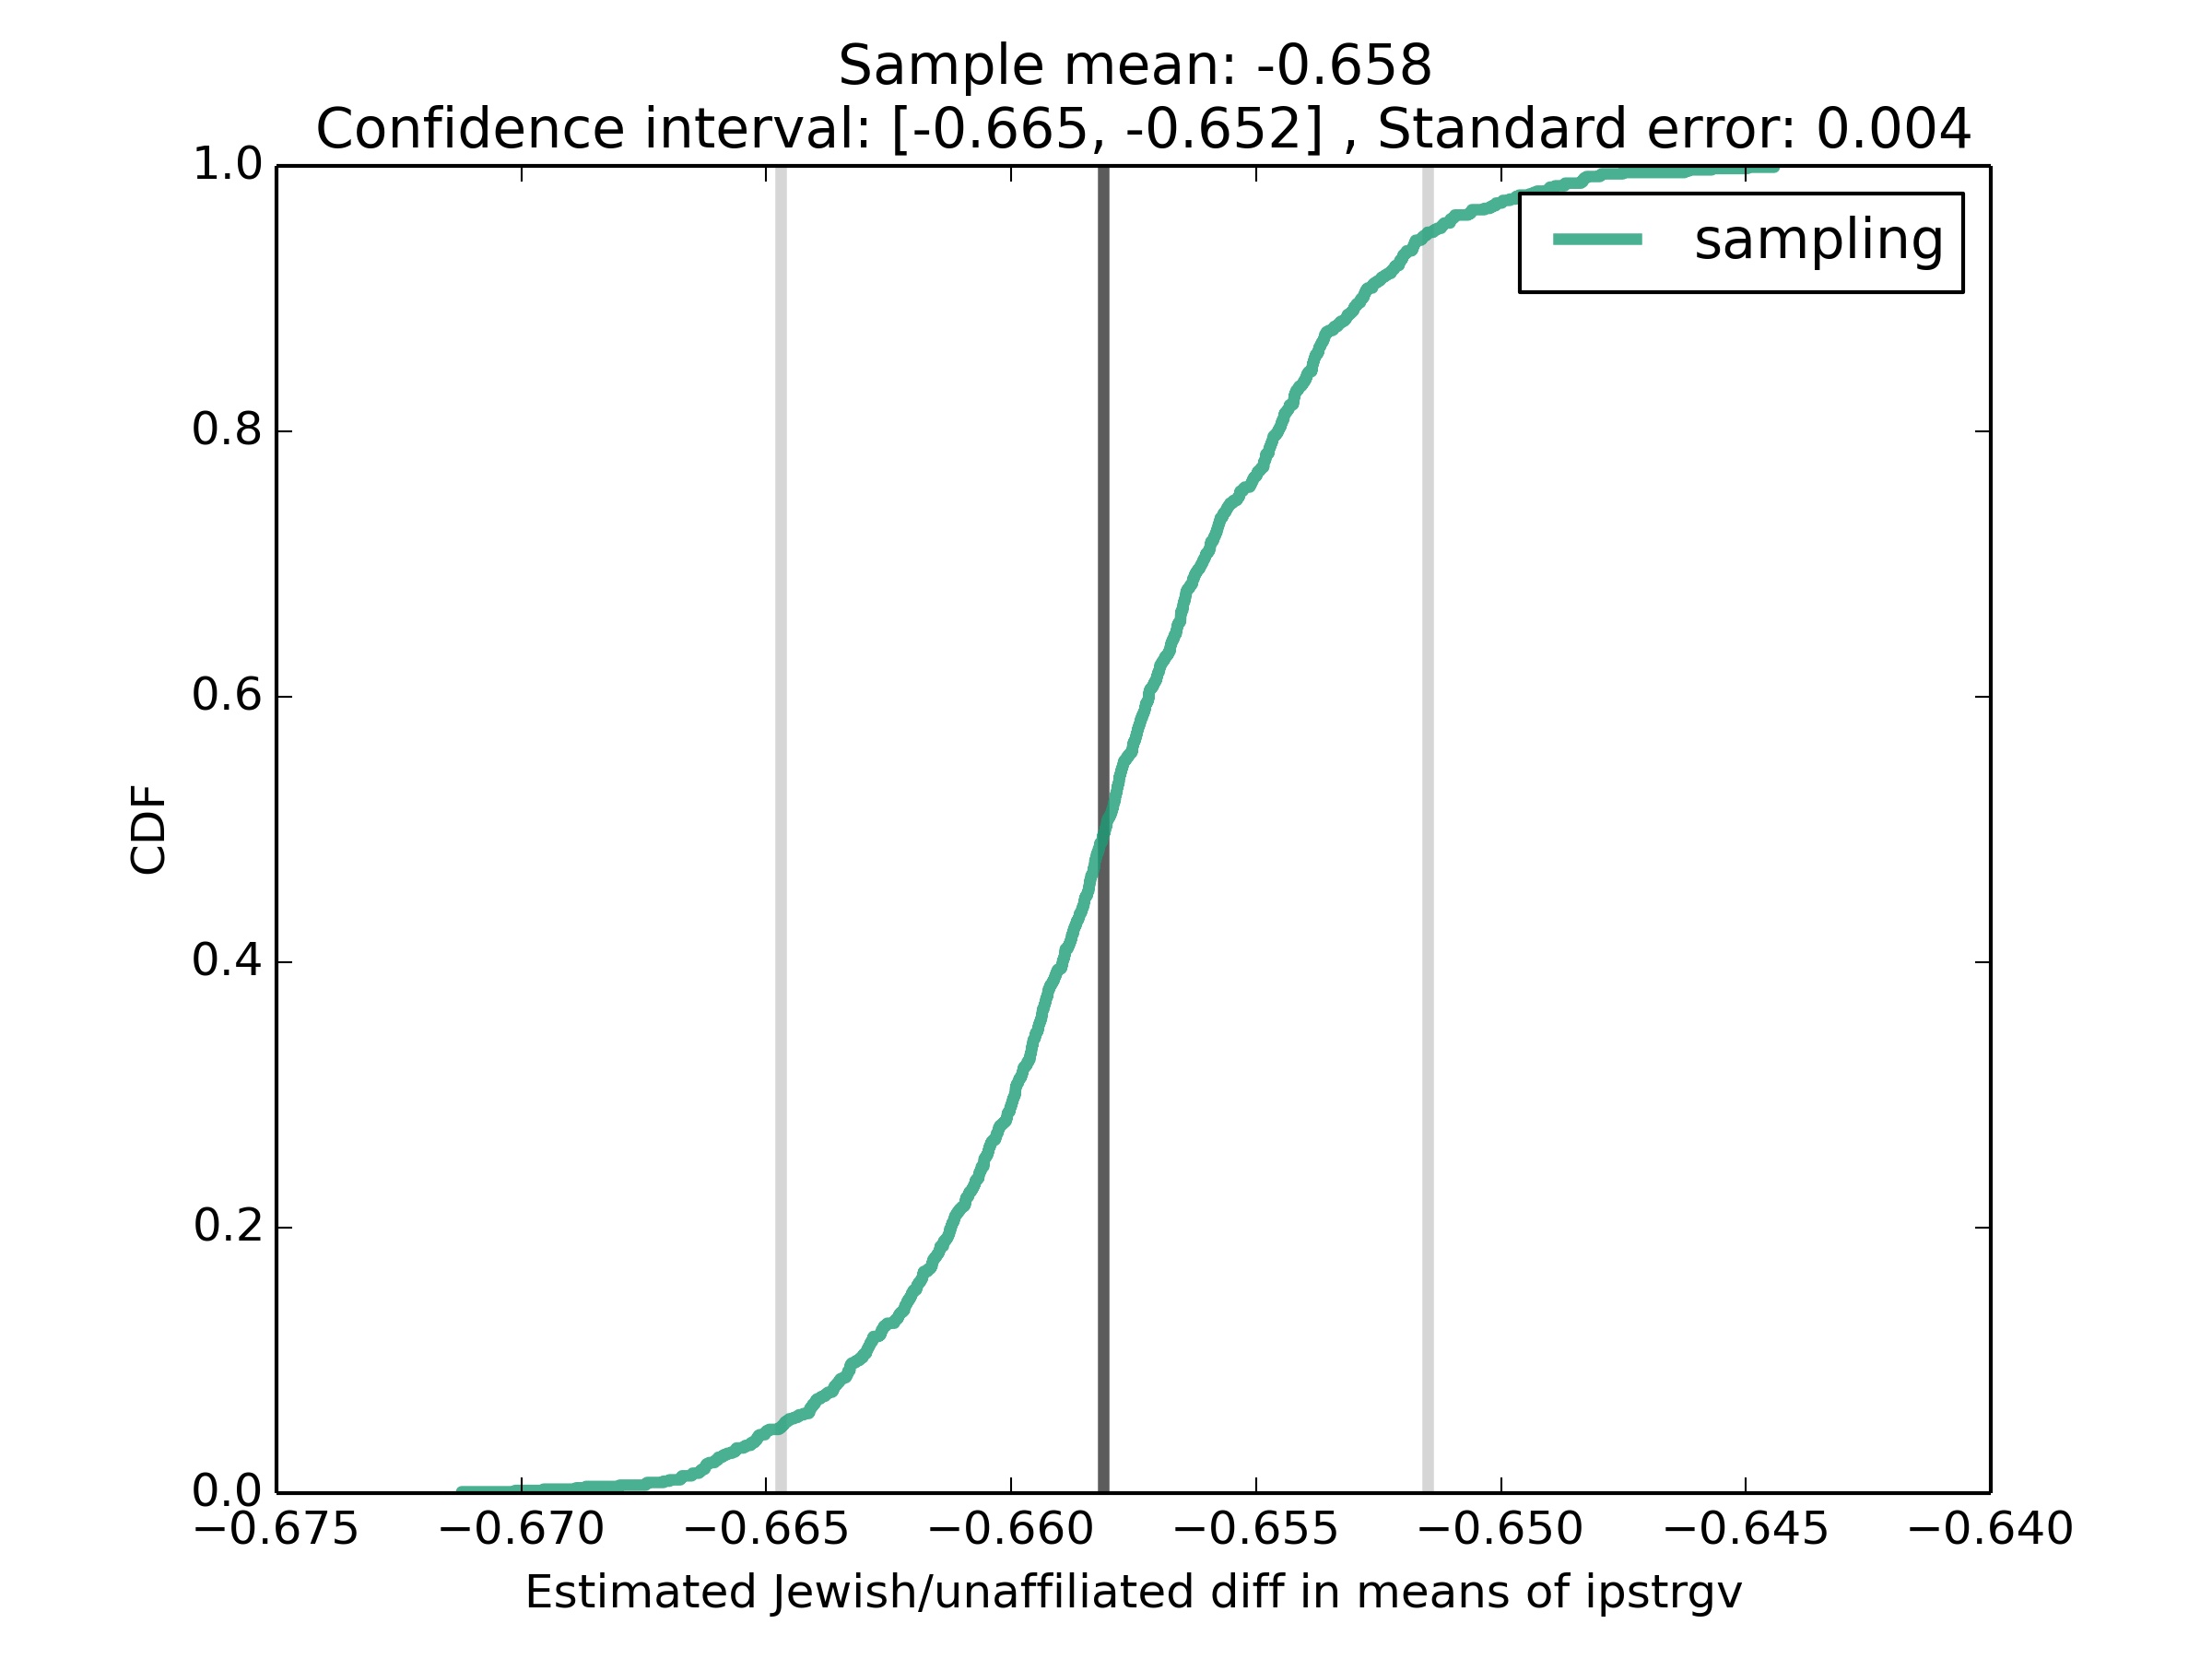 Sample mean: -0.658
Confidence interval: [-0.665, -0.652] , Standard error: 0.004
1.0
0.8
0.6
0.4
0.2
0.0
CDF
sampling
−0.675 −0.670 −0.665 −0.660 −0.655 −0.650 −0.645 −0.640
Estimated Jewish/unaffiliated diff in means of ipstrgv